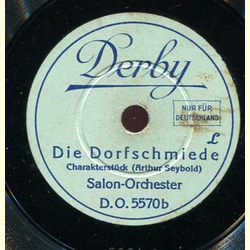 Derby
NUR FÜR
DEUTSCHLAND
L
Die Dorfschmiede
Charakterstück (Arthur Seybold)
Salon-Orchester
D.O. 5570b